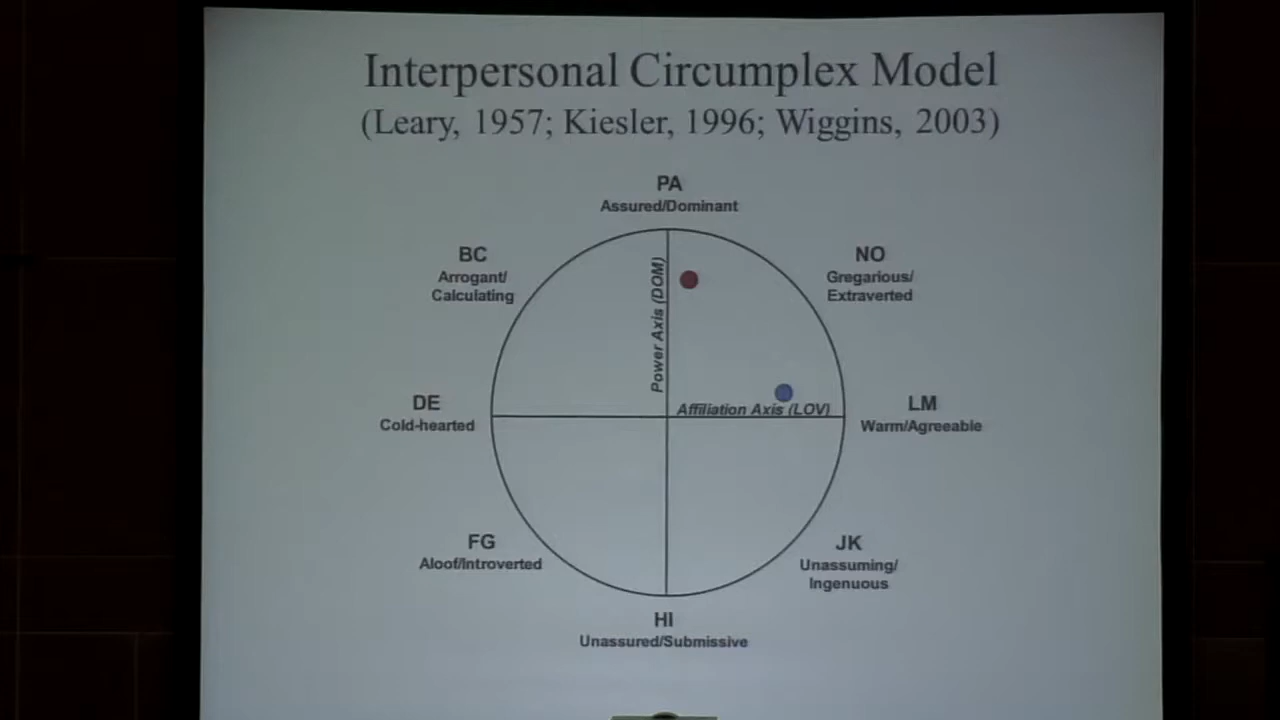 Interpersonal Circumplex Model
(Leary, 1957; Kiesler, 1996; Wiggins, 2003)
PA
Assured/Dominant
BC
Arrogant/
Calculating
NO
Gregarious/
Extraverted
Power Axis (DOM)
Affiliation Axis (LOV)
DE
Cold-hearted
LM
Warm/Agreeable
FG
Aloof/Introverted
JK
Unassuming/
Ingenuous
HI
Unassured/Submissive